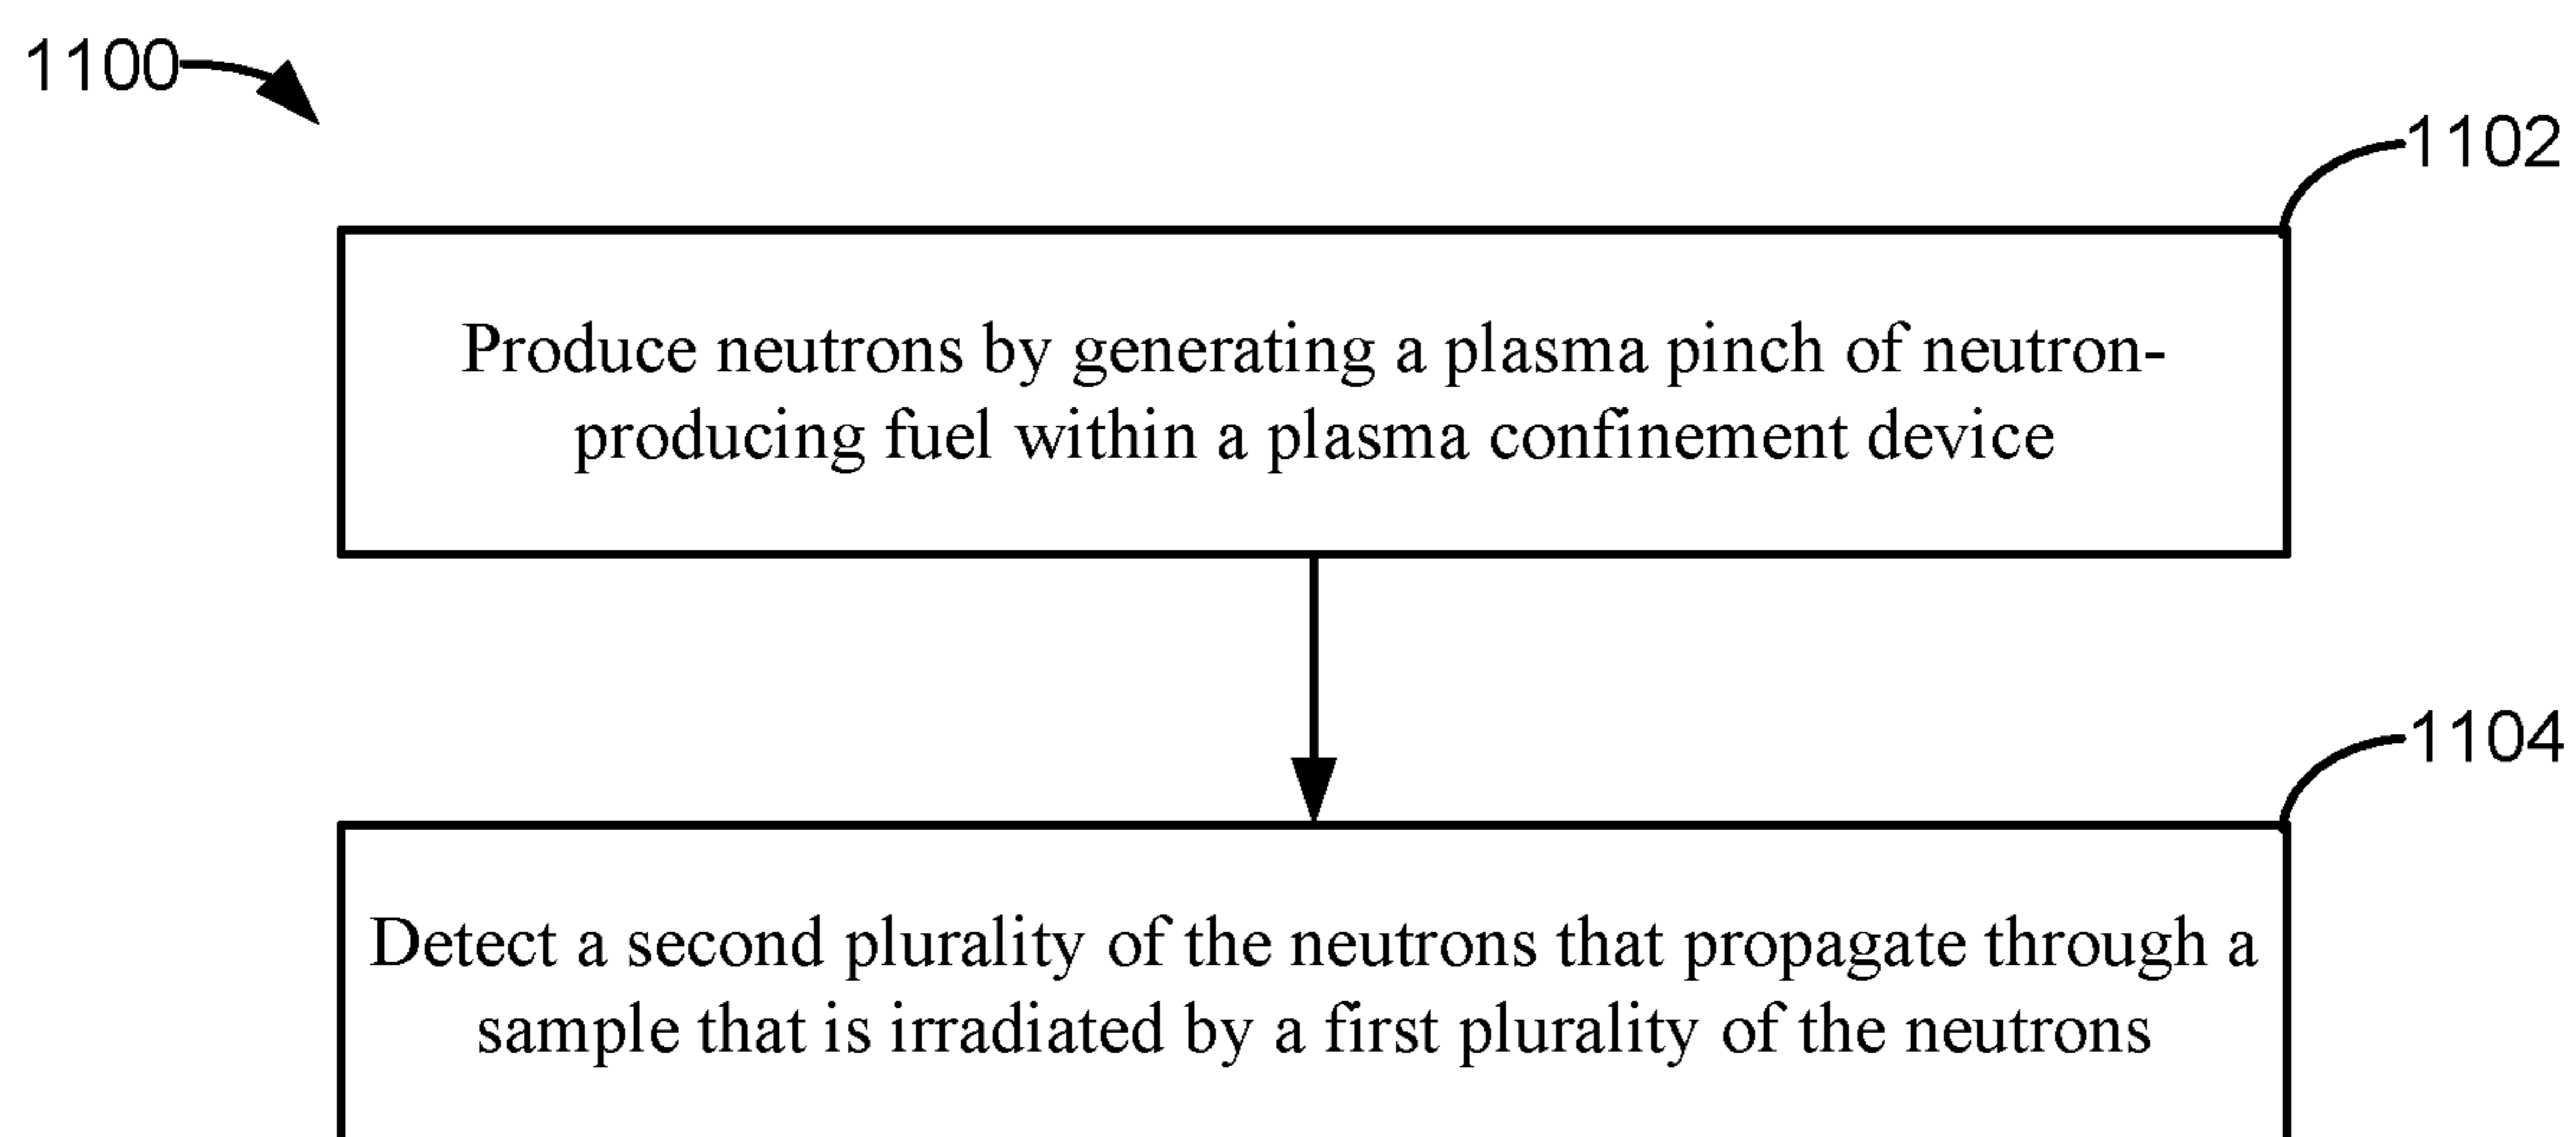 1100
1102
Produce neutrons by generating a plasma pinch of neutron-
producing fuel within a plasma confinement device
1104
Detect a second plurality of the neutrons that propagate through a
sample that is irradiated by a first plurality of the neutrons